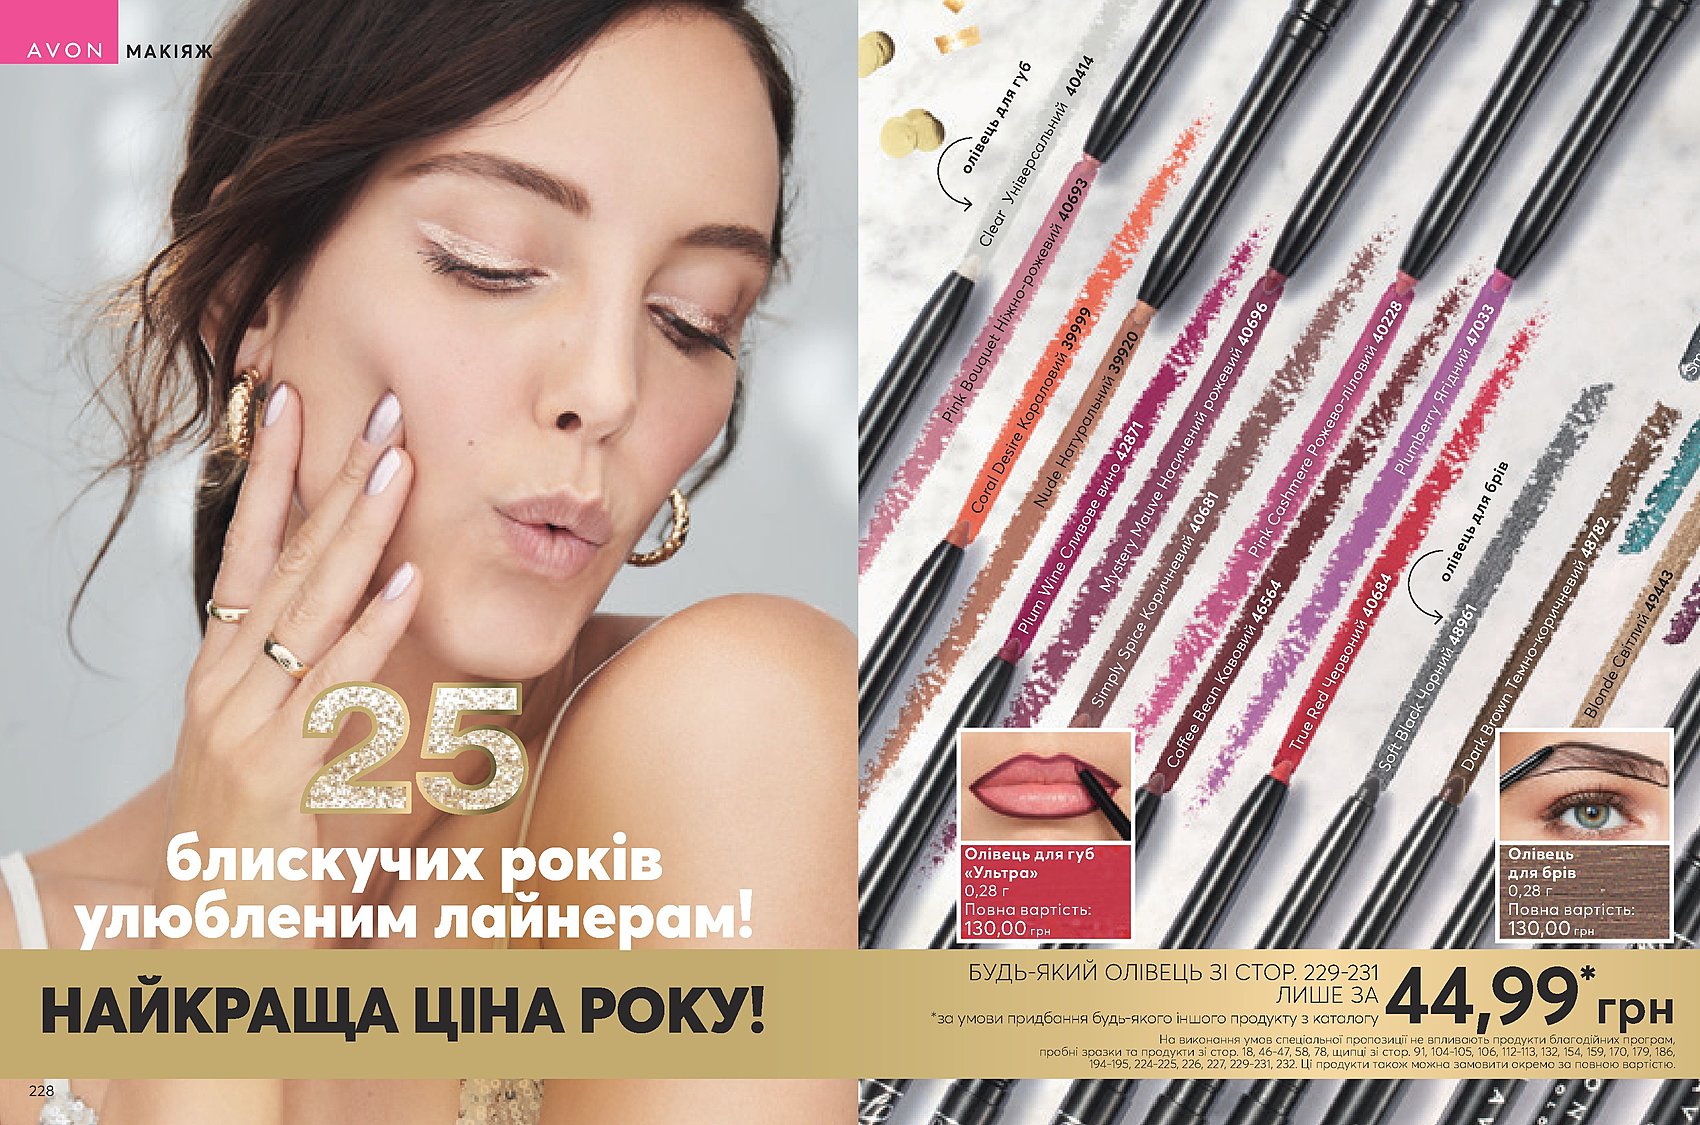 AVON МАКІЯЖ
25
блискучих років
улюбленим лайнерам!
НАЙКРАЩА ЦІНА РОКУ!
228
олівець для губ
Clear Універсальний 40414
Pink Bouquet Ніжно-рожевий 40693
Coral Desire Кораловий 39999
Nude Натуральний 39920
Plum Wine Сливове вино 42871
Mystery Mauve Насичений рожевий 40696
Simply Spice Коричневий 40681
Pink Cashmere Рожево-ліловий 40228
Coffee Bean Кавовий 46564
Plumberry Ягідний 47033
True Red Червоний 40684
олівець для брів
Soft Black Чорний 48961
Dark Brown Темно-коричневий 48782
Blonde Світлий 49443
Олівець для губ
«Ультра»
0,28 г
Повна вартість:
130,00 грн
Олівець
для брів
0,28 г
Повна вартість:
130,00 грн
БУДЬ-ЯКИЙ ОЛІВЕЦЬ ЗІ СТОР. 229-231
ЛИШЕ ЗА 44,99* грн
*за умови придбання будь-якого іншого продукту з каталогу
На виконання умов спеціальної пропозиції не впливають продукти благодійних програм,
пробні зразки та продукти зі стор. 18, 46-47, 58, 78, щипці зі стор. 91, 104-105, 106, 112-113, 132, 154, 159, 170, 179, 186,
194-195, 224-225, 226, 227, 229-231, 232. Ці продукти також можна замовити окремо за повною вартістю.